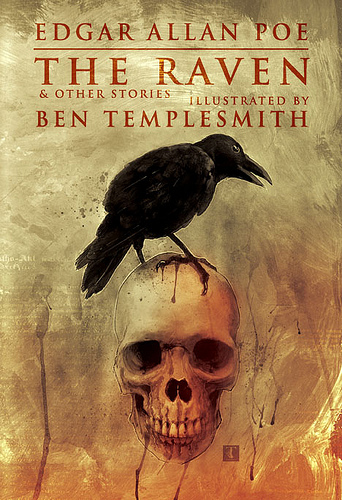 EDGAR ALLAN POE
THE RAVEN
& OTHER STORIES ILLUSTRATED BY
BEN TEMPLESMITH